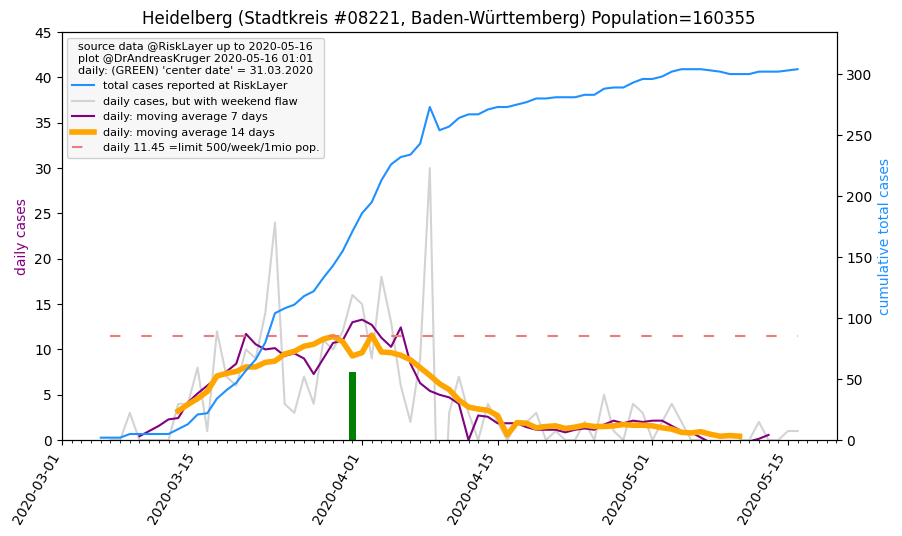 Heidelberg (Stadtkreis #08221, Baden-Württemberg) Population=160355
source data @RiskLayer up to 2020-05-16
plot @DrAndreasKruger 2020-05-16 01:01
daily: (GREEN) 'center date' = 31.03.2020
total cases reported at RiskLayer
daily cases, but with weekend flaw
daily: moving average 7 days
daily: moving average 14 days
daily 11.45 =limit 500/week/1mio pop.
daily cases
45
40
35
30
25
20
15
10
5
0
300
250
200
150
100
50
0
cumulative total cases
2020-03-01
2020-03-15
2020-04-01
2020-04-15
2020-05-01
2020-05-15